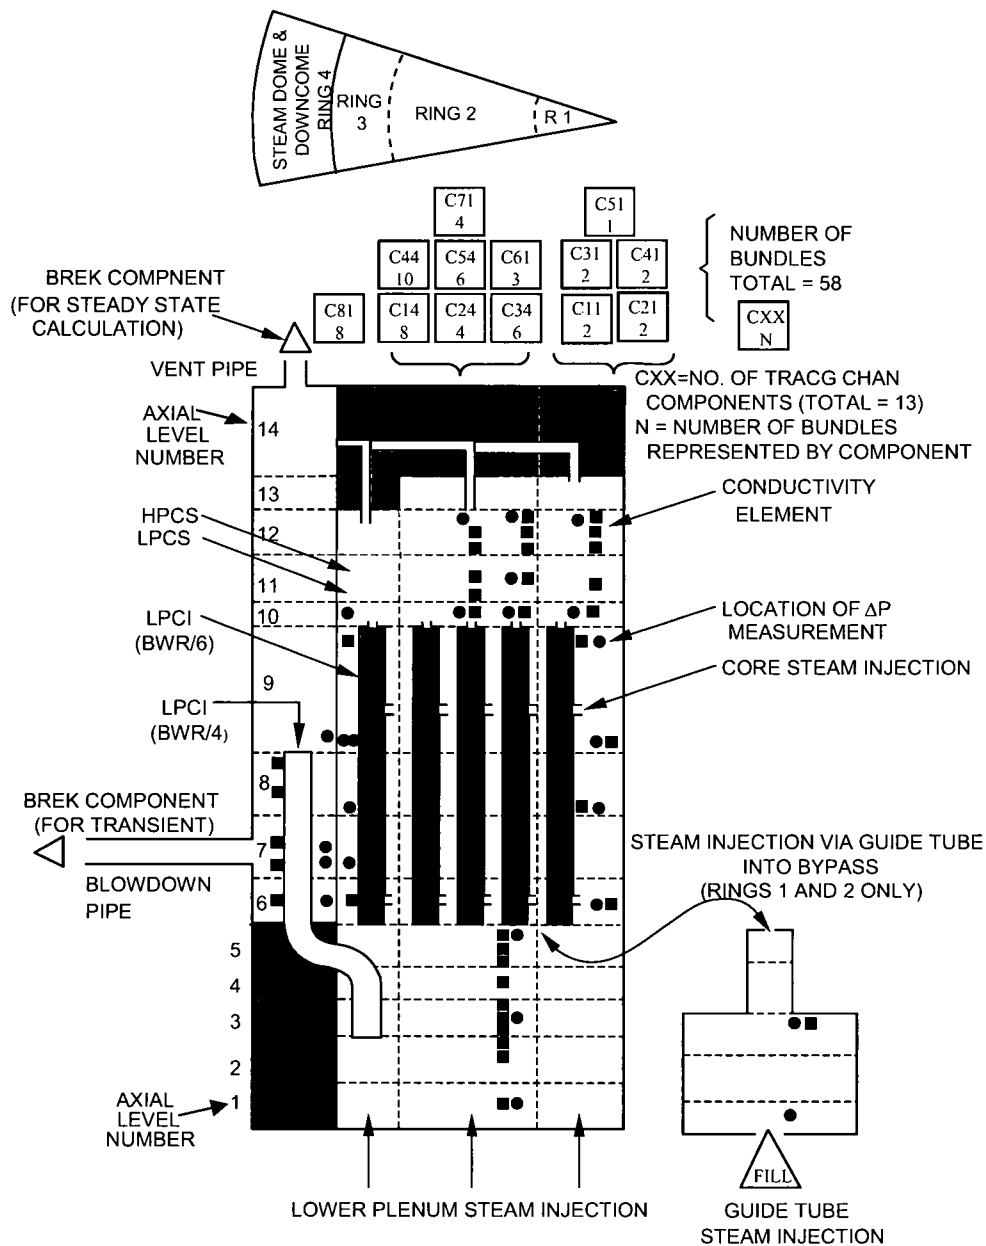 STEAM DOME &
DOWNCOME
RING 4
RING
3
RING 2
R 1
C71
4
C51
1
C44
10
C54
6
C61
3
C31
2
C41
2
C81
8
C14
8
C24
4
C34
6
C11
2
C21
2
NUMBER OF
BUNDLES
TOTAL = 58
CXX
N
BREK COMPNENT
(FOR STEADY STATE
CALCULATION)
VENT PIPE
CXX=NO. OF TRACG CHAN
COMPONENTS (TOTAL = 13)
N = NUMBER OF BUNDLES
REPRESENTED BY COMPONENT
AXIAL
LEVEL
NUMBER
14
13
12
11
10
9
8
7
6
5
4
3
2
1
HPCS
LPCS
LPCI
(BWR/6)
LPCI
(BWR/4)
CONDUCTIVITY
ELEMENT
LOCATION OF ΔP
MEASUREMENT
CORE STEAM INJECTION
BREK COMPONENT
(FOR TRANSIENT)
BLOWDOWN
PIPE
STEAM INJECTION VIA GUIDE TUBE
INTO BYPASS
(RINGS 1 AND 2 ONLY)
AXIAL
LEVEL
NUMBER
LOWER PLENUM STEAM INJECTION
FILL
GUIDE TUBE
STEAM INJECTION